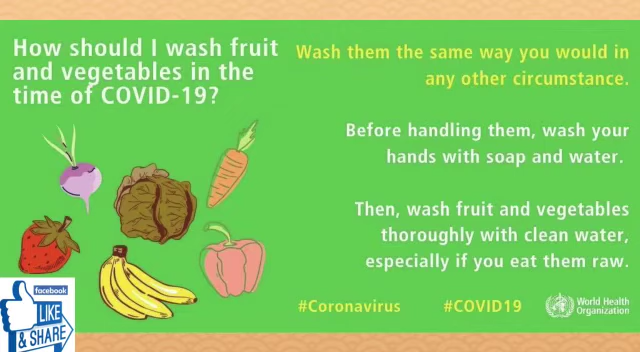 How should I wash fruit
and vegetables in the
time of COVID-19?
Wash them the same way you would in
any other circumstance.
Before handling them, wash your
hands with soap and water.
Then, wash fruit and vegetables
thoroughly with clean water,
especially if you eat them raw.
#Coronavirus #COVID19
World Health
Organization
facebook
LIKE
& SHARE